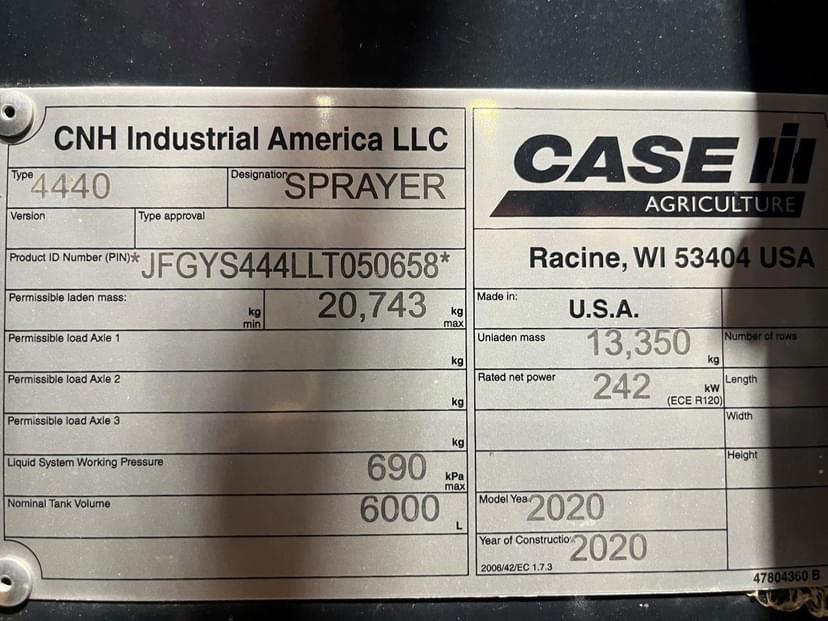 CNH Industrial America LLC
Type 4440 Designation SPRAYER
Version Type approval
Product ID Number (PIN) *JFGYS444LLT050658*
Permissible laden mass: kg min 20,743 kg max
Permissible load Axle 1 kg
Permissible load Axle 2 kg
Permissible load Axle 3 kg
Liquid System Working Pressure 690 kPa max
Nominal Tank Volume 6000 L
CASE IH
AGRICULTURE
Racine, WI 53404 USA
Made in: U.S.A.
Unladen mass 13,350 kg Number of rows
Rated net power 242 kW (ECE R120) Length
Width
Height
Model Yea 2020
Year of Constructio 2020
2006/42/EC 1.7.3
47804360 B